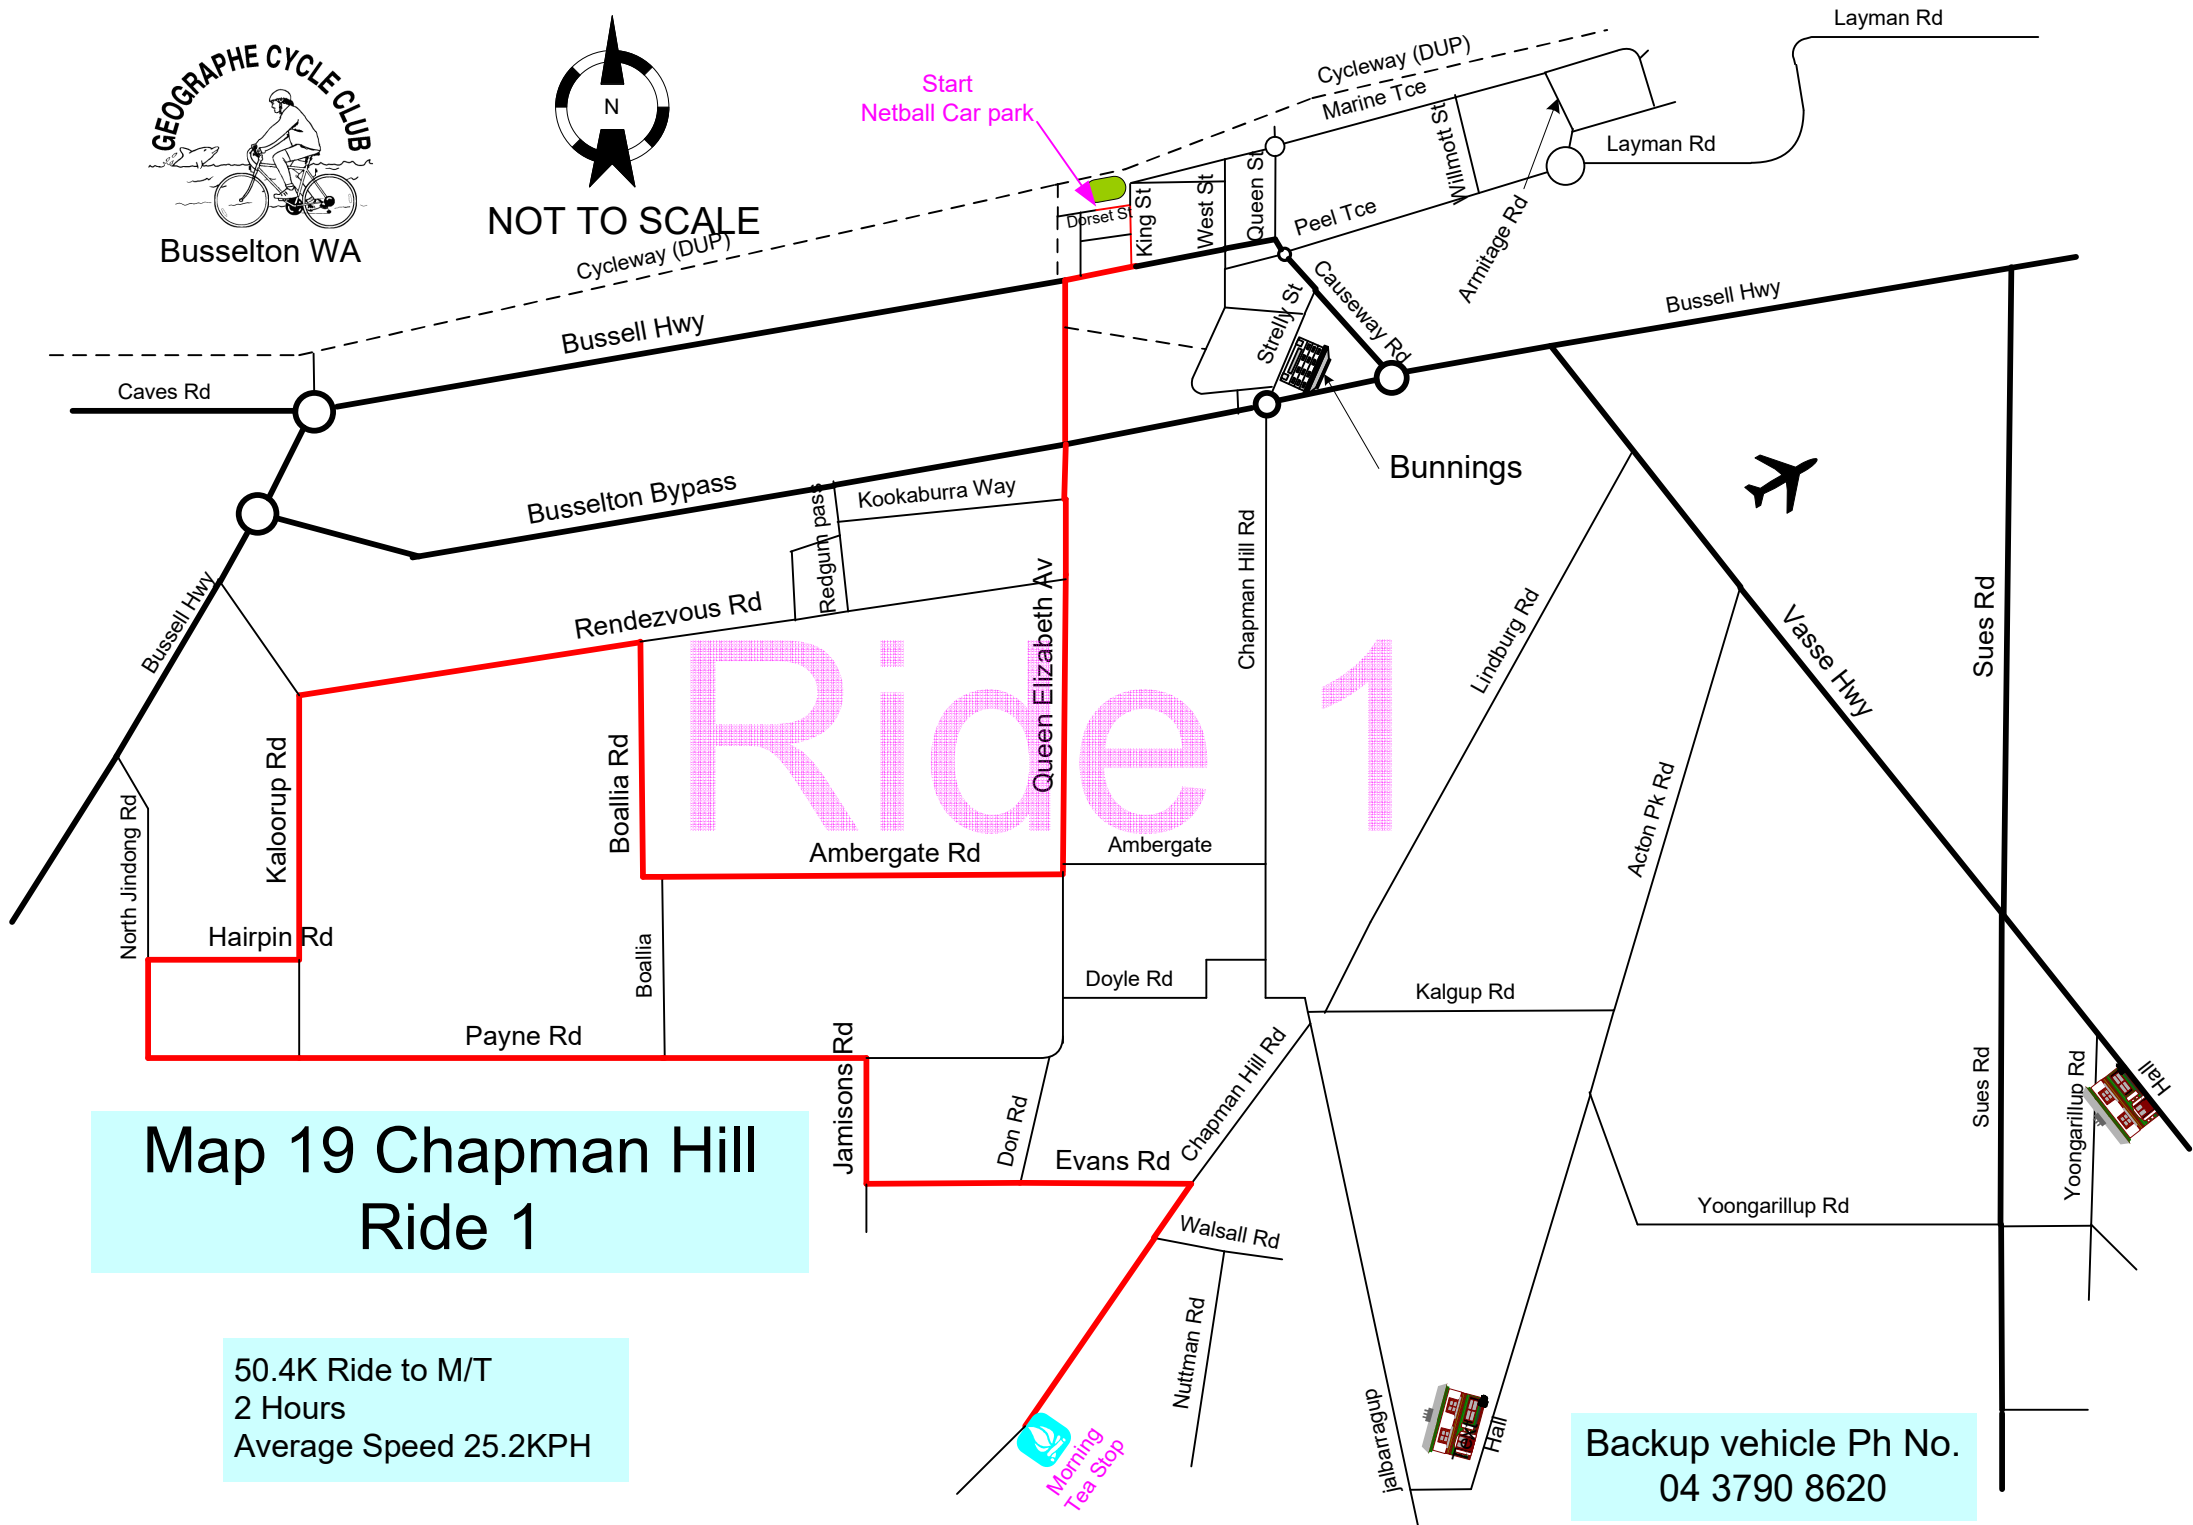 GEOGRAPHE CYCLE CLUB
Busselton WA
N
NOT TO SCALE
Start
Netball Car park
Cycleway (DUP)
Cycleway (DUP)
Marine Tce
Layman Rd
Layman Rd
Willmott St
Armitage Rd
Peel Tce
Queen St
West St
King St
Dorset St
Causeway Rd
Strelly St
Bussell Hwy
Bussell Hwy
Caves Rd
Busselton Bypass
Bunnings
Kookaburra Way
Redgum pass
Rendezvous Rd
Bussell Hwy
Queen Elizabeth Av
Chapman Hill Rd
Lindburg Rd
Vasse Hwy
Sues Rd
Ride 1
Kaloorup Rd
Boallia Rd
North Jindong Rd
Ambergate Rd
Ambergate
Acton Pk Rd
Hairpin Rd
Boallia
Doyle Rd
Kalgup Rd
Payne Rd
Jamisons Rd
Don Rd
Evans Rd
Chapman Hill Rd
Sues Rd
Yoongarillup Rd
Hall
Yoongarillup Rd
Walsall Rd
Nuttman Rd
jalbarragup
Text
Hall
Morning
Tea Stop
Map 19 Chapman Hill
Ride 1
50.4K Ride to M/T
2 Hours
Average Speed 25.2KPH
Backup vehicle Ph No.
04 3790 8620